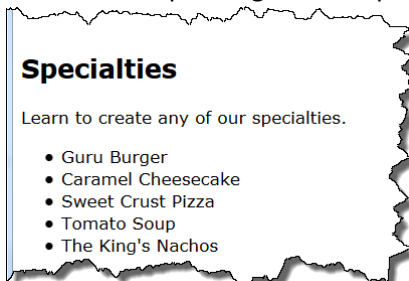 Specialties
Learn to create any of our specialties.
• Guru Burger
• Caramel Cheesecake
• Sweet Crust Pizza
• Tomato Soup
• The King's Nachos